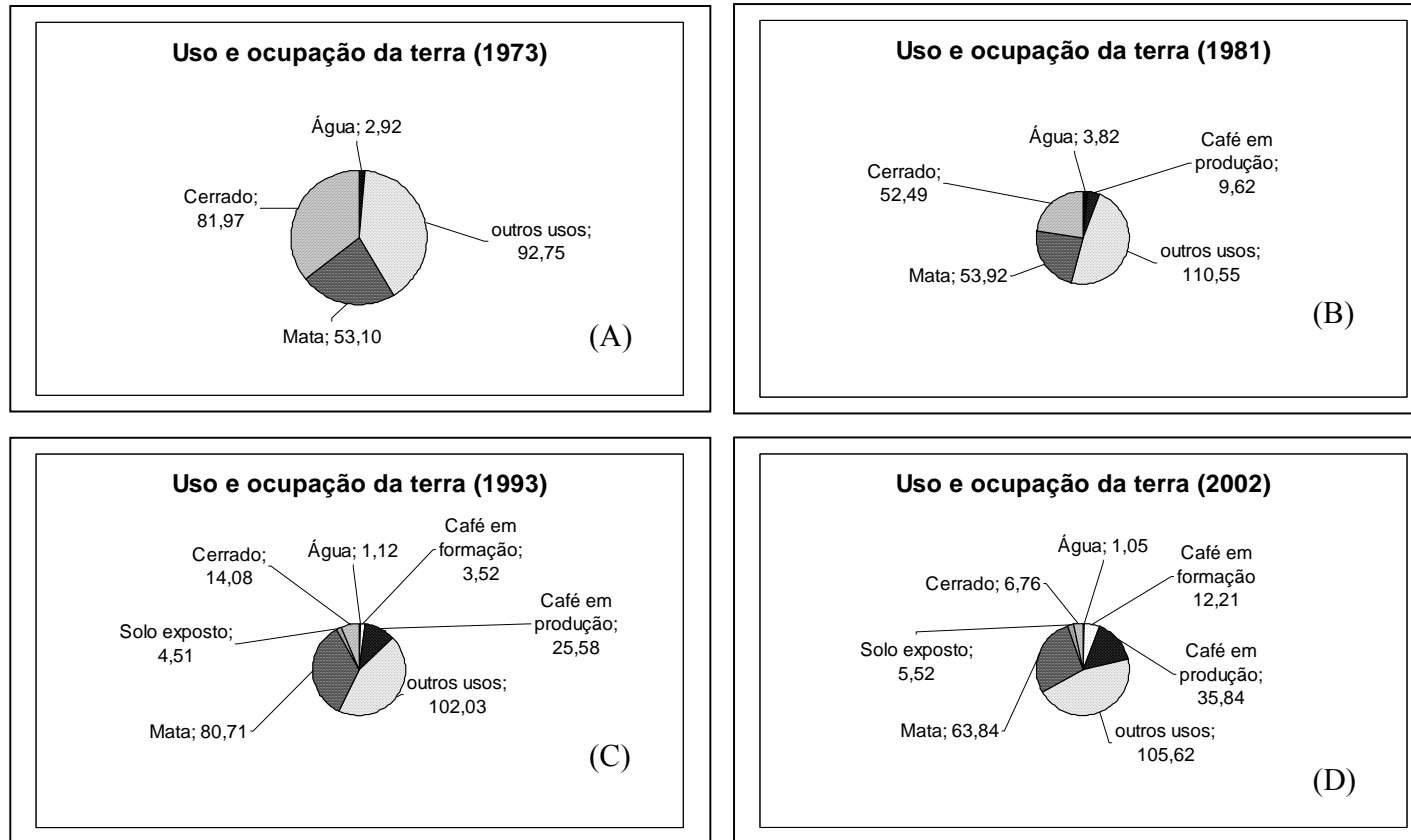 Uso e ocupação da terra (1973)
Água; 2,92
Cerrado;
81,97
outros usos;
92,75
Mata; 53,10
(A)
Uso e ocupação da terra (1981)
Água; 3,82
Café em
produção;
9,62
Cerrado;
52,49
outros usos;
110,55
Mata; 53,92
(B)
Uso e ocupação da terra (1993)
Água; 1,12
Café em
formação;
3,52
Cerrado;
14,08
Café em
produção;
25,58
Solo exposto;
4,51
outros usos;
102,03
Mata; 80,71
(C)
Uso e ocupação da terra (2002)
Água; 1,05
Café em
formação
12,21
Cerrado; 6,76
Solo exposto;
5,52
Café em
produção;
35,84
Mata; 63,84
outros usos;
105,62
(D)